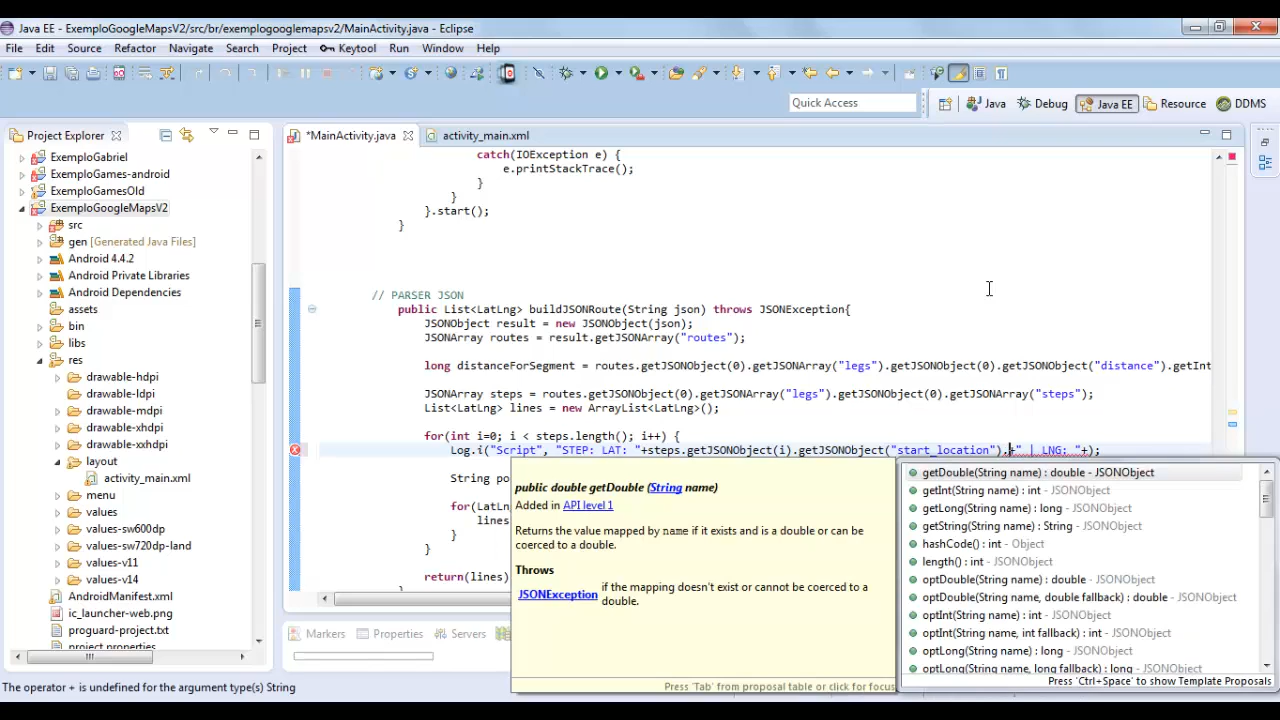 Java EE - ExemploGoogleMapsV2/src/br/exemplogooglemapsv2/MainActivity.java - Eclipse
File Edit Source Refactor Navigate Search Project Keytool Run Window Help
Quick Access
Java Debug Java EE Resource DDMS
Project Explorer
*MainActivity.java activity_main.xml
ExemploGabriel
ExemploGames-android
ExemploGamesOld
ExemploGoogleMapsV2
src
gen [Generated Java Files]
Android 4.4.2
Android Private Libraries
Android Dependencies
assets
bin
libs
res
drawable-hdpi
drawable-ldpi
drawable-mdpi
drawable-xhdpi
drawable-xxhdpi
layout
activity_main.xml
menu
values
values-sw600dp
values-sw720dp-land
values-v11
values-v14
AndroidManifest.xml
ic_launcher-web.png
proguard-project.txt
project.properties
catch(IOException e) {
e.printStackTrace();
}
}
}.start();
}
// PARSER JSON
public List<LatLng> buildJSONRoute(String json) throws JSONException{
JSONObject result = new JSONObject(json);
JSONArray routes = result.getJSONArray("routes");
long distanceForSegment = routes.getJSONObject(0).getJSONArray("legs").getJSONObject(0).getJSONObject("distance").getInt
JSONArray steps = routes.getJSONObject(0).getJSONArray("legs").getJSONObject(0).getJSONArray("steps");
List<LatLng> lines = new ArrayList<LatLng>();
for(int i=0; i < steps.length(); i++) {
Log.i("Script", "STEP: LAT: "+steps.getJSONObject(i).getJSONObject("start_location").+" | LNG: "+);
String po
for(LatLn
lines
}
}
return(lines)
public double getDouble (String name)
Added in API level 1
Returns the value mapped by name if it exists and is a double or can be
coerced to a double.
Throws
JSONException if the mapping doesn't exist or cannot be coerced to a
double.
Press 'Tab' from proposal table or click for focus
getDouble(String name) : double - JSONObject
getInt(String name) : int - JSONObject
getLong(String name) : long - JSONObject
getString(String name) : String - JSONObject
hashCode() : int - Object
length() : int - JSONObject
optDouble(String name) : double - JSONObject
optDouble(String name, double fallback) : double - JSONObject
optInt(String name) : int - JSONObject
optInt(String name, int fallback) : int - JSONObject
optLong(String name) : long - JSONObject
optLong(String name, long fallback) : long - JSONObject
Press 'Ctrl+Space' to show Template Proposals
Markers Properties Servers
The operator + is undefined for the argument type(s) String